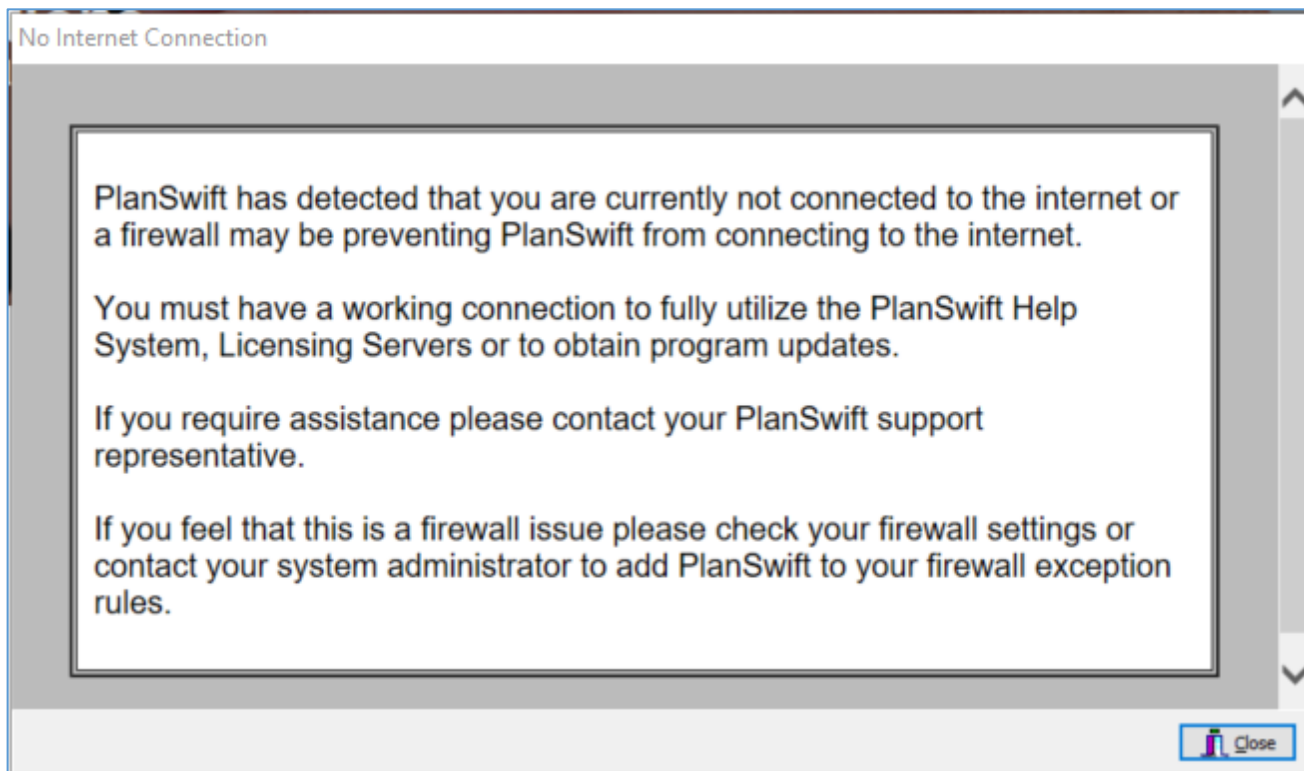 No Internet Connection
PlanSwift has detected that you are currently not connected to the internet or
a firewall may be preventing PlanSwift from connecting to the internet.
You must have a working connection to fully utilize the PlanSwift Help
System, Licensing Servers or to obtain program updates.
If you require assistance please contact your PlanSwift support
representative.
If you feel that this is a firewall issue please check your firewall settings or
contact your system administrator to add PlanSwift to your firewall exception
rules.
Close